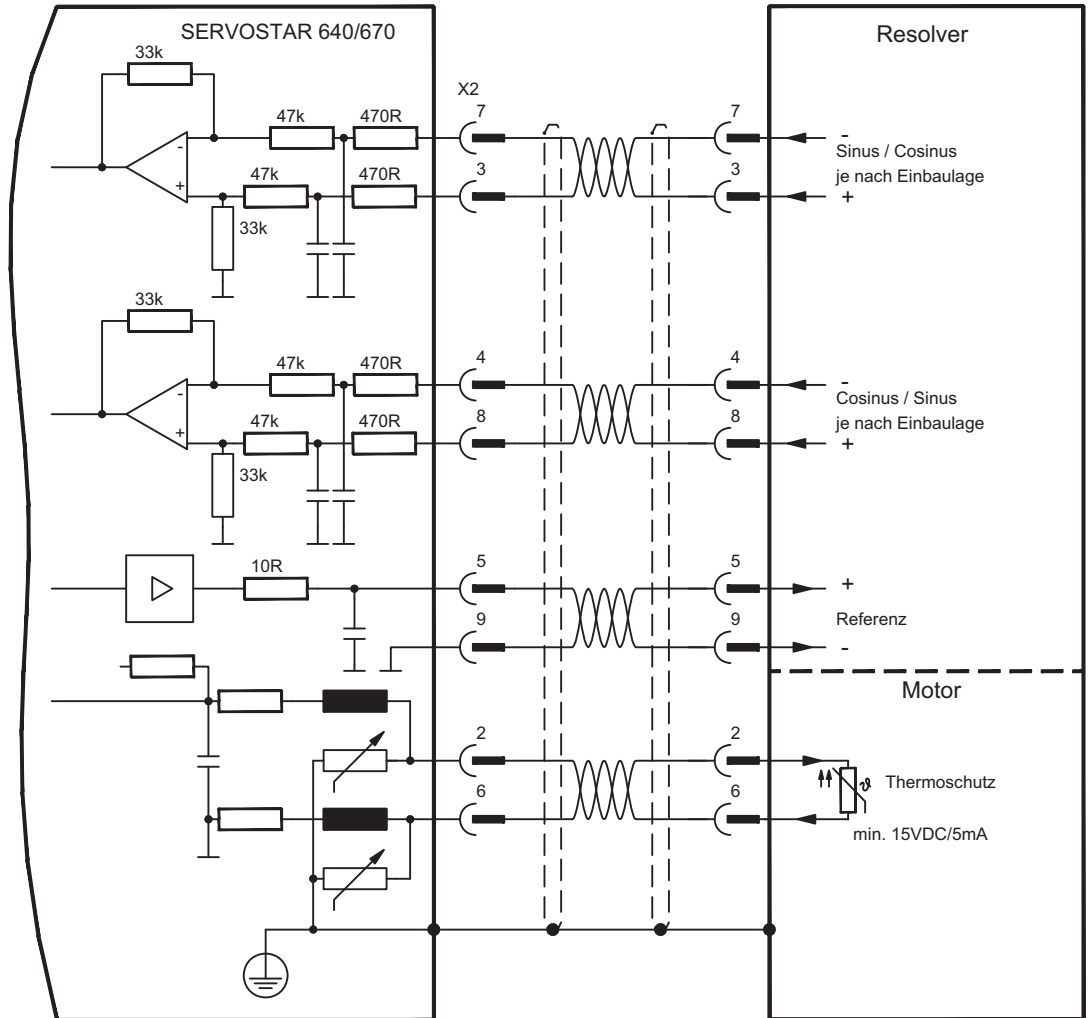 SERVOSTAR 640/670
Resolver
33k
X2
47k
470R
7
7
-
-
Sinus / Cosinus
je nach Einbaulage
47k
470R
3
3
+
+
33k
33k
47k
470R
4
4
-
-
Cosinus / Sinus
je nach Einbaulage
47k
470R
8
8
+
+
33k
10R
5
5
+
Referenz
9
9
-
Motor
2
2
ϑ
Thermoschutz
6
6
min. 15VDC/5mA